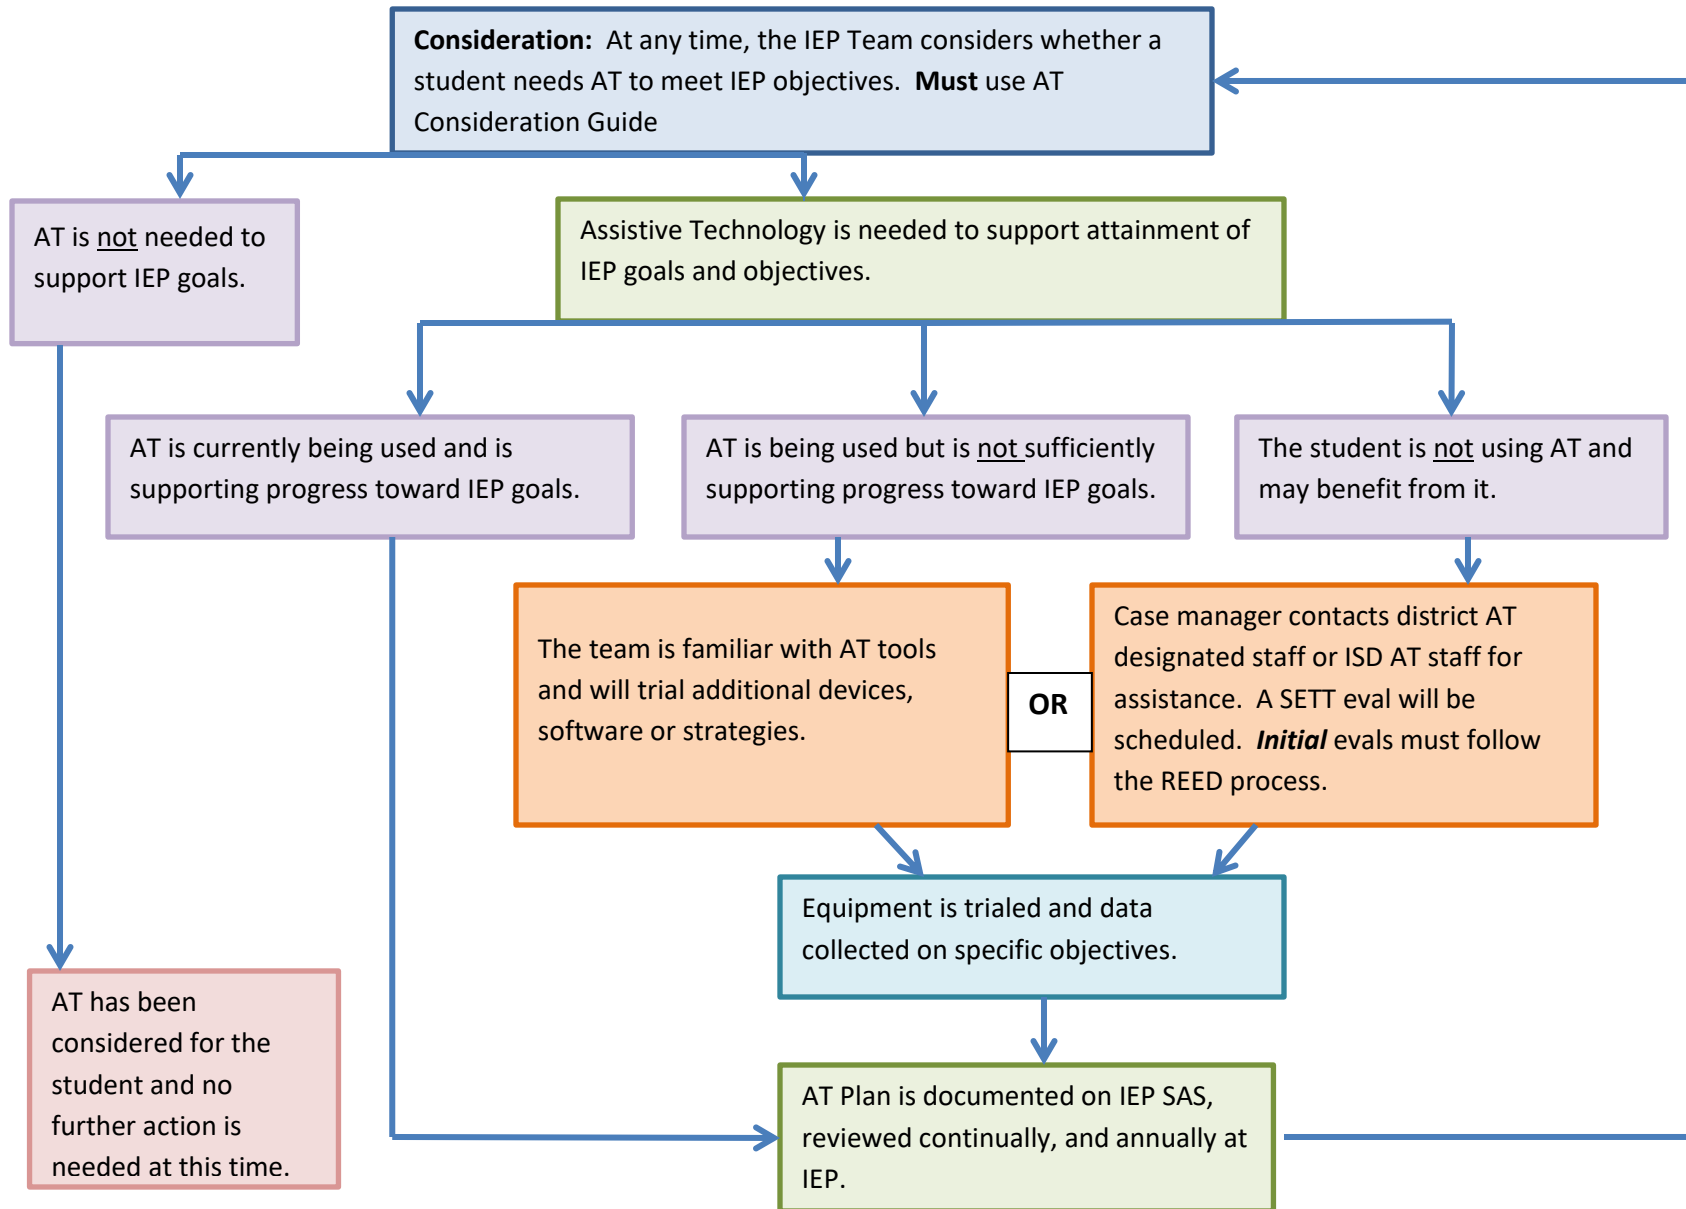 Consideration:  At any time, the IEP Team considers whether a
student needs AT to meet IEP objectives.  Must use AT
Consideration Guide
AT is not needed to
support IEP goals.
Assistive Technology is needed to support attainment of
IEP goals and objectives.
AT is currently being used and is
supporting progress toward IEP goals.
AT is being used but is not sufficiently
supporting progress toward IEP goals.
The student is not using AT and
may benefit from it.
The team is familiar with AT tools
and will trial additional devices,
software or strategies.
OR
Case manager contacts district AT
designated staff or ISD AT staff for
assistance.  A SETT eval will be
scheduled.  Initial evals must follow
the REED process.
Equipment is trialed and data
collected on specific objectives.
AT has been
considered for the
student and no
further action is
needed at this time.
AT Plan is documented on IEP SAS,
reviewed continually, and annually at
IEP.